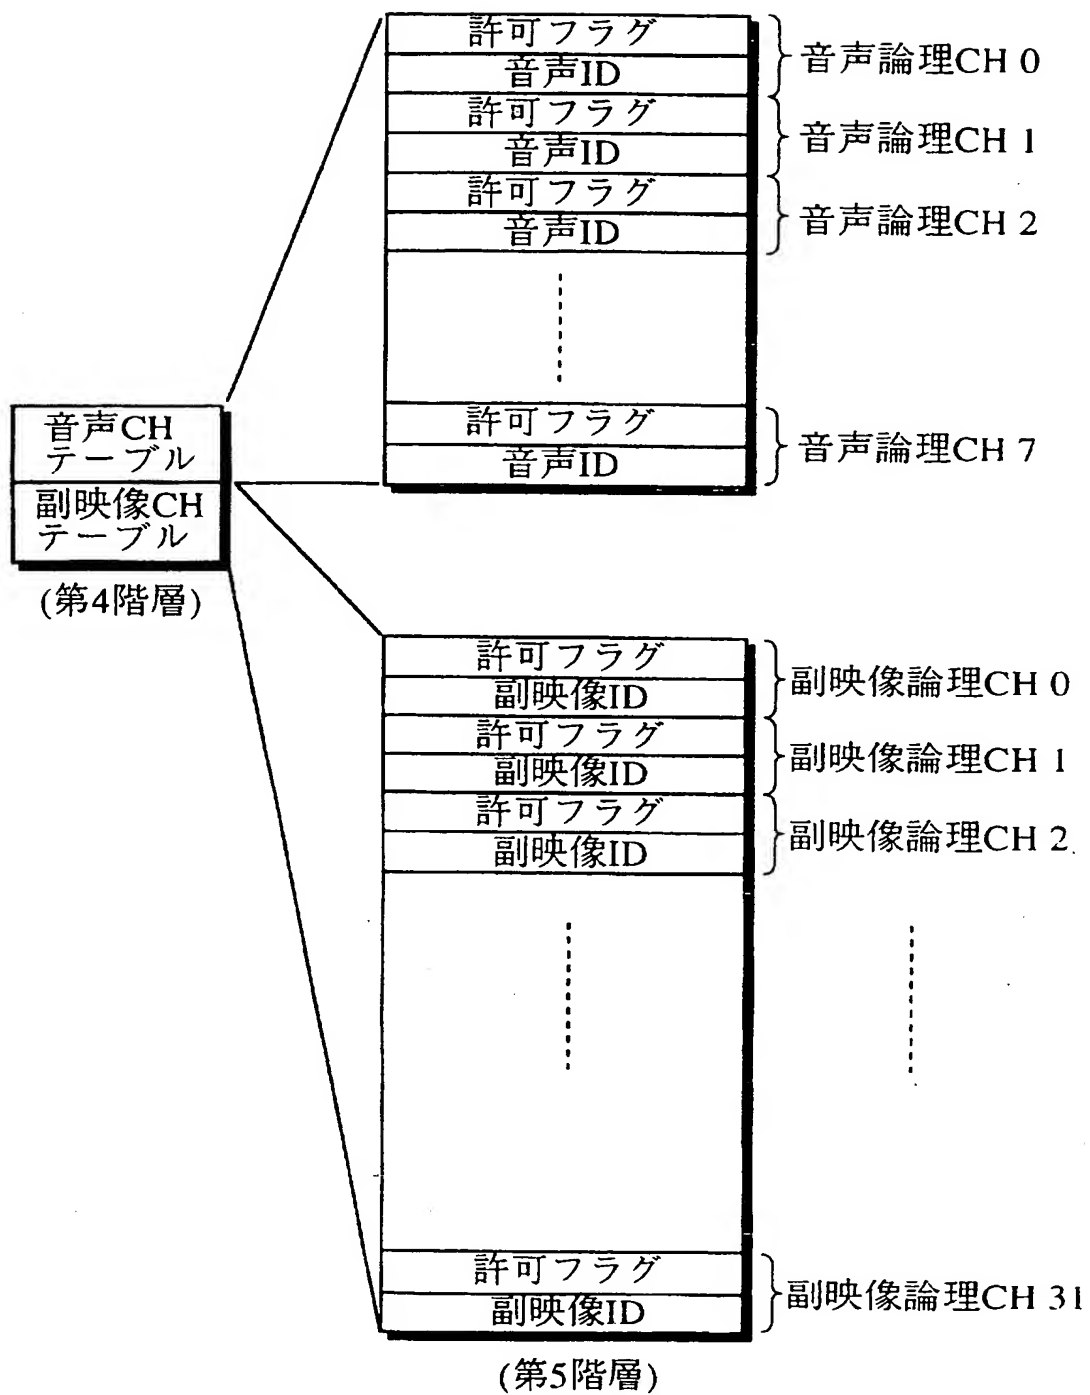 許可フラグ
音声ID
音声論理CH 0
許可フラグ
音声ID
音声論理CH 1
許可フラグ
音声ID
音声論理CH 2
許可フラグ
音声ID
音声論理CH 7
音声CH
テーブル
副映像CH
テーブル
(第4階層)
許可フラグ
副映像ID
副映像論理CH 0
許可フラグ
副映像ID
副映像論理CH 1
許可フラグ
副映像ID
副映像論理CH 2
許可フラグ
副映像ID
副映像論理CH 31
(第5階層)